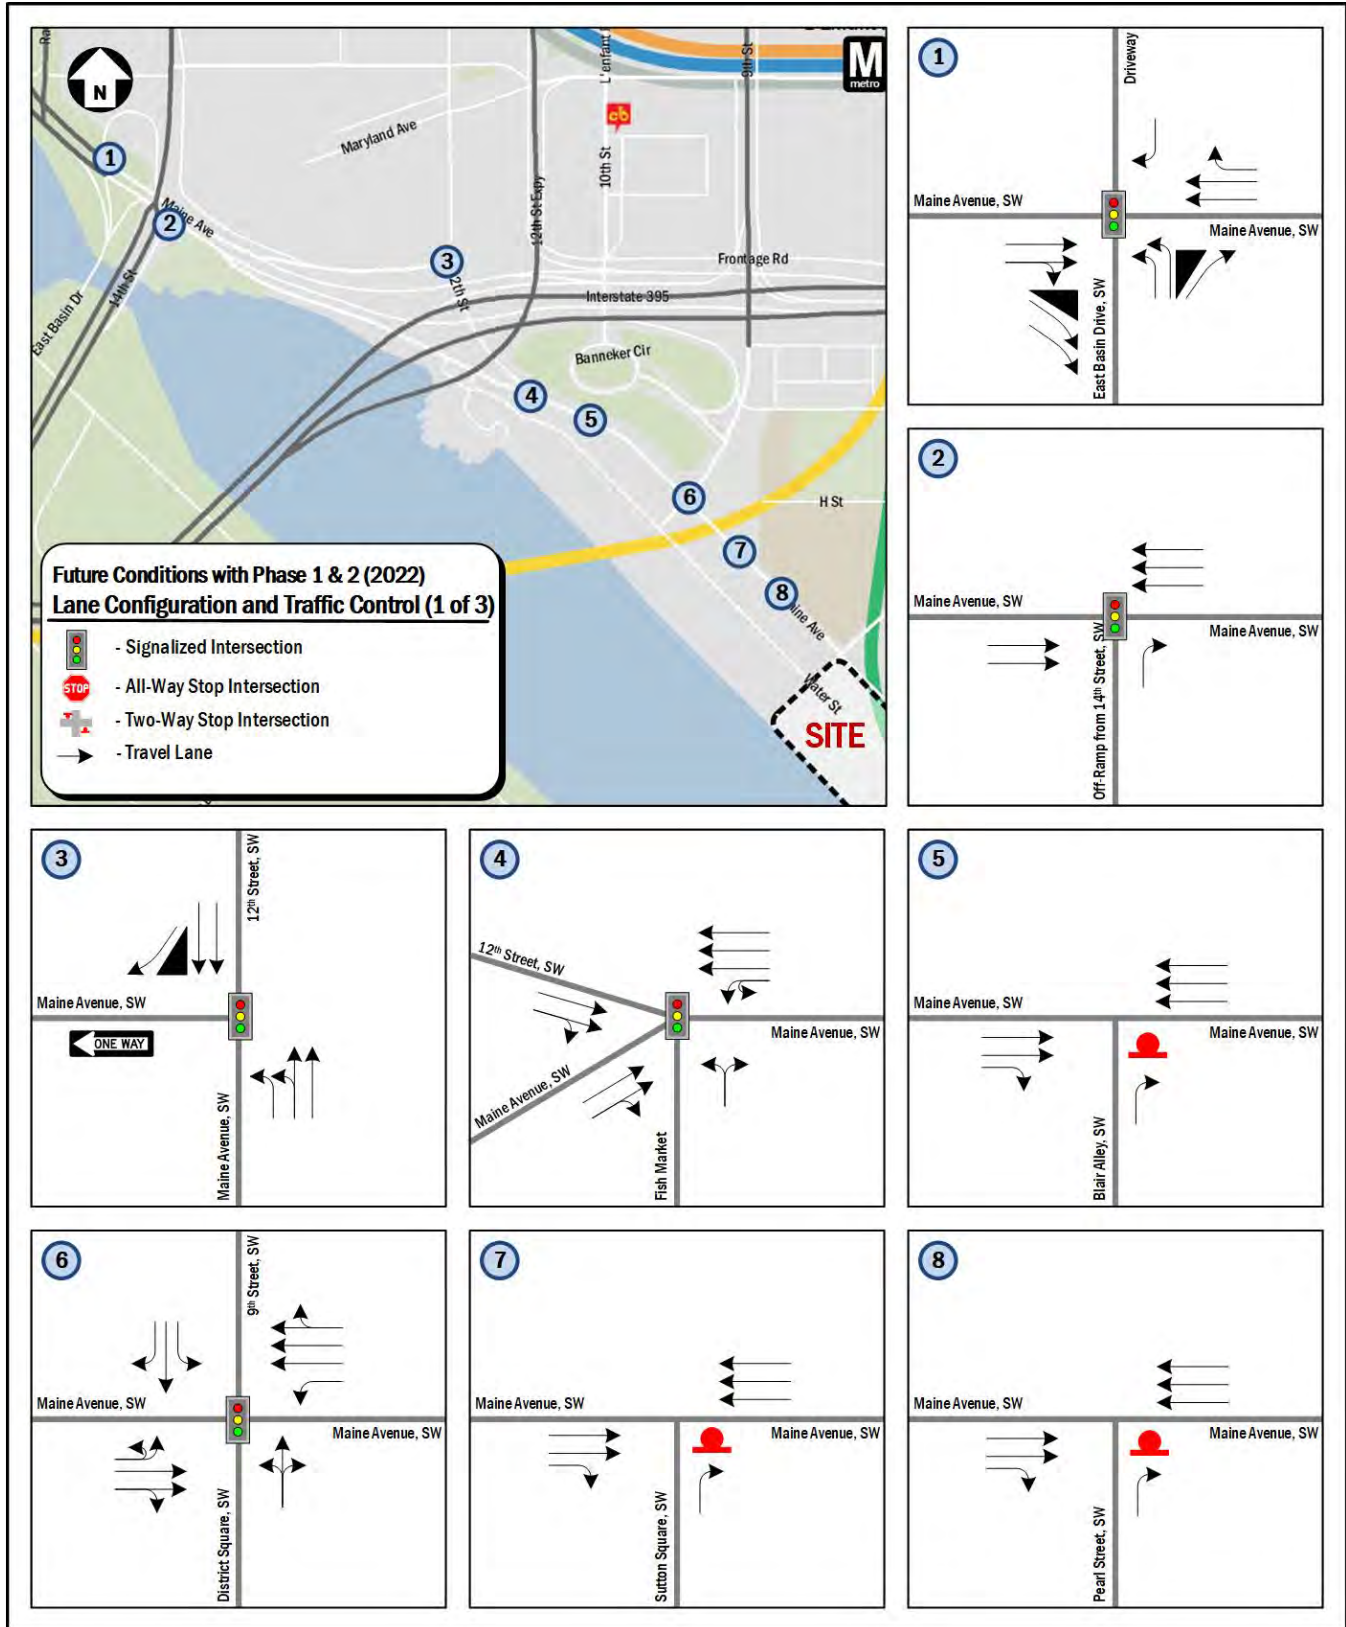 N
Maryland Ave
L'enfant
10th St
9th St
M
metro
cb
12th St Expy
1
2
Maine Ave
14th St
East Basin Dr
3
2th St
Frontage Rd
Interstate 395
Banneker Cir
4
5
6
H St
7
8
aine Ave
Water St
SITE
Future Conditions with Phase 1 & 2 (2022)
Lane Configuration and Traffic Control (1 of 3)
- Signalized Intersection
STOP - All-Way Stop Intersection
- Two-Way Stop Intersection
- Travel Lane
1
Driveway
Maine Avenue, SW
Maine Avenue, SW
East Basin Drive, SW
2
Maine Avenue, SW
Maine Avenue, SW
Off-Ramp from 14th Street, SW
3
12th Street, SW
Maine Avenue, SW
ONE WAY
Maine Avenue, SW
4
12th Street, SW
Maine Avenue, SW
Maine Avenue, SW
Fish Market
5
Maine Avenue, SW
Maine Avenue, SW
Blair Alley, SW
6
9th Street, SW
Maine Avenue, SW
Maine Avenue, SW
District Square, SW
7
Maine Avenue, SW
Maine Avenue, SW
Sutton Square, SW
8
Maine Avenue, SW
Maine Avenue, SW
Pearl Street, SW